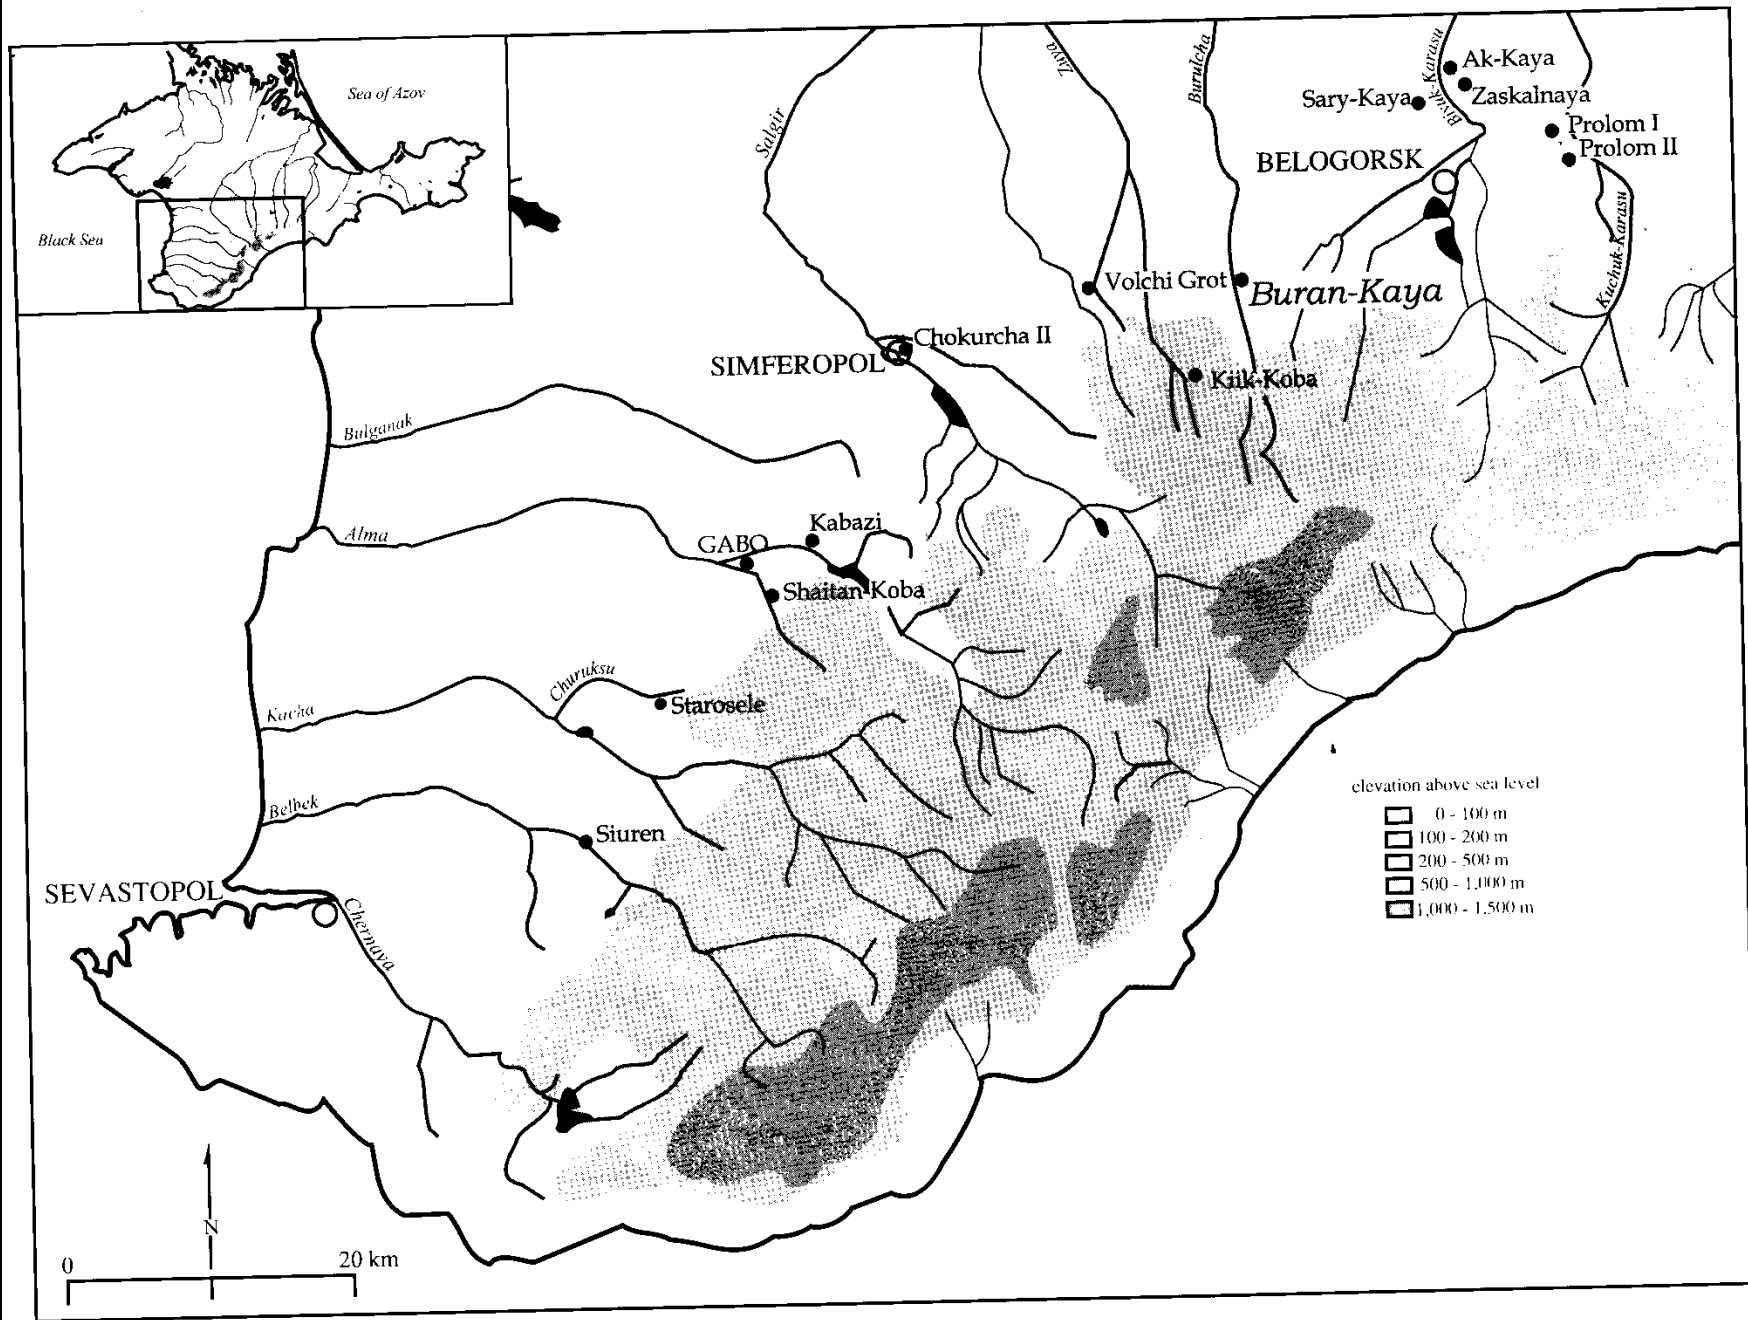 Sea of Azov
Black Sea
Salgir
Zuya
Burulcha
Biyuk-Karasu
Ak-Kaya
Zaskalnaya
Sary-Kaya
Prolom I
Prolom II
BELOGORSK
Kuchuk-Karasu
Volchi Grot
Buran-Kaya
Chokurcha II
SIMFEROPOL
Kiik-Koba
Bulganak
Alma
Kabazi
GABO
Shaitan-Koba
Churuksu
Starosele
Kacha
Belbek
Siuren
SEVASTOPOL
Chernaya
elevation above sea level
0 - 100 m
100 - 200 m
200 - 500 m
500 - 1,000 m
1,000 - 1,500 m
N
0 20 km